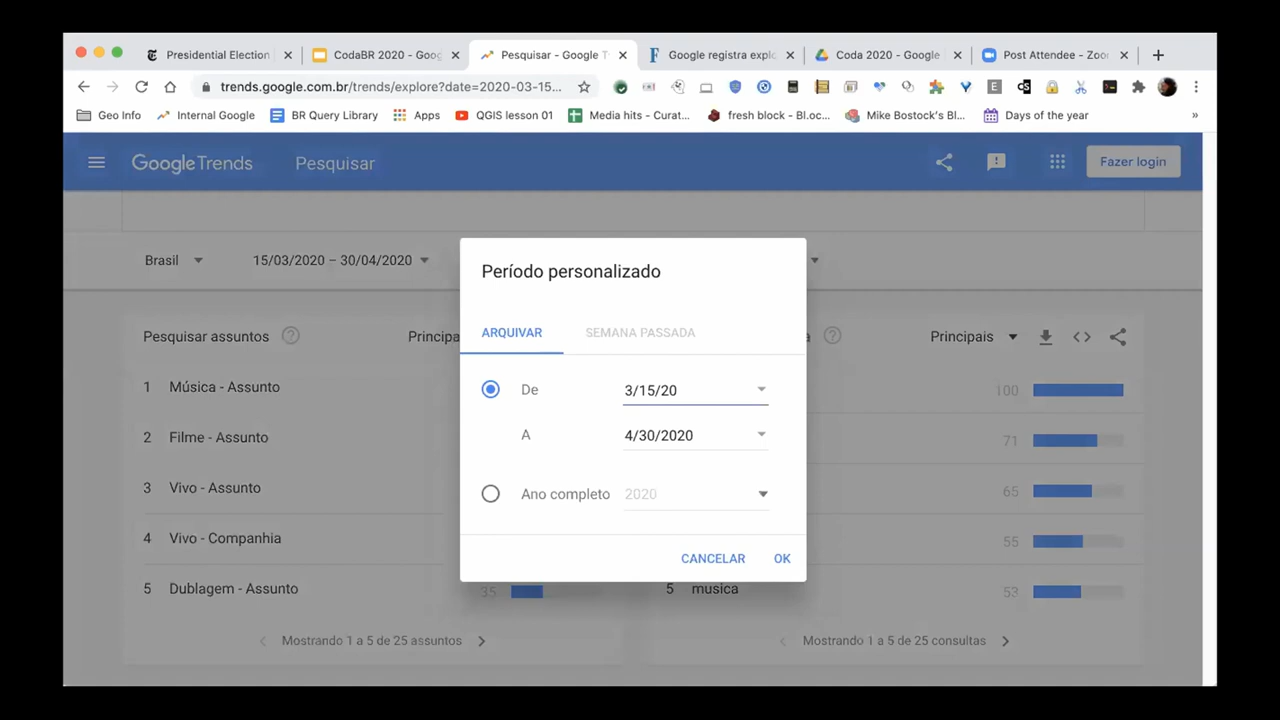 Presidential Election
CodaBR 2020 - Goog
Pesquisar - Google T
Google registra explo
Coda 2020 - Google
Post Attendee - Zoo
trends.google.com.br/trends/explore?date=2020-03-15...
Geo Info
Internal Google
BR Query Library
Apps
QGIS lesson 01
Media hits - Curat...
fresh block - Bl.oc...
Mike Bostock's Bl...
Days of the year
»
Google Trends
Pesquisar
Fazer login
Brasil
15/03/2020 – 30/04/2020
Período personalizado
ARQUIVAR
SEMANA PASSADA
De
3/15/20
A
4/30/2020
Ano completo
2020
CANCELAR
OK
Pesquisar assuntos
Principa
1 Música - Assunto
2 Filme - Assunto
3 Vivo - Assunto
4 Vivo - Companhia
5 Dublagem - Assunto
35
Mostrando 1 a 5 de 25 assuntos
Principais
100
71
65
55
5 musica
53
Mostrando 1 a 5 de 25 consultas